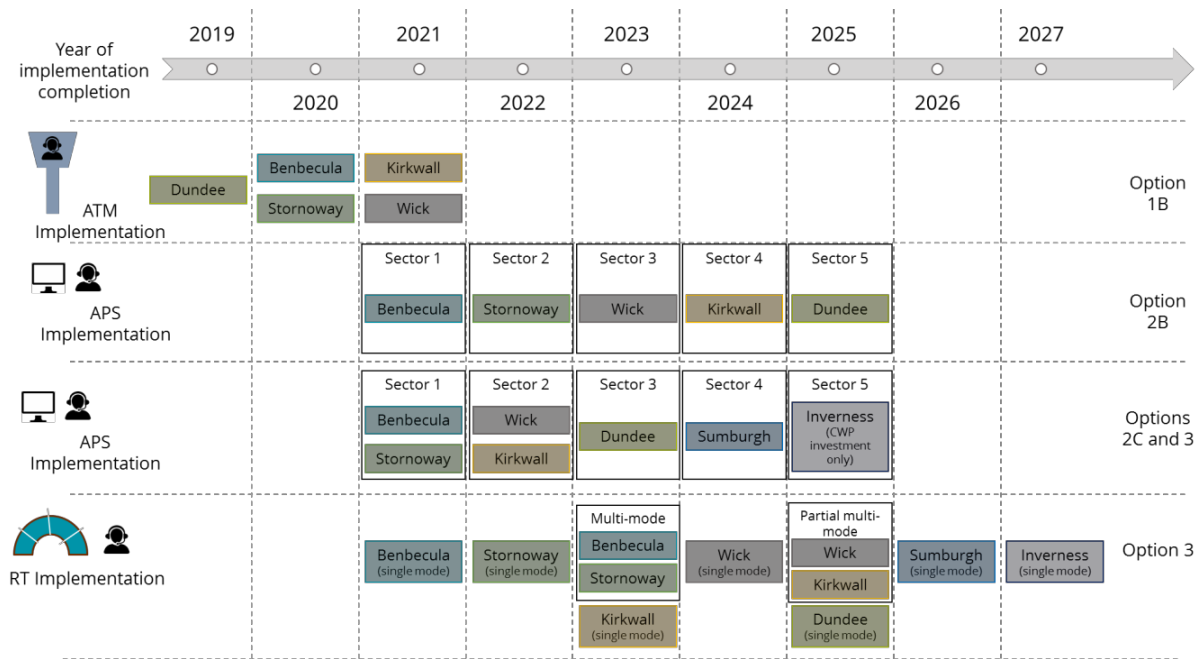 2019
2021
2023
2025
2027
Year of
implementation
completion
2020
2022
2024
2026
Benbecula
Kirkwall
Dundee
Stornoway
Wick
ATM
Implementation
Option
1B
Sector 1
Sector 2
Sector 3
Sector 4
Sector 5
Benbecula
Stornoway
Wick
Kirkwall
Dundee
APS
Implementation
Option
2B
Sector 1
Sector 2
Sector 3
Sector 4
Sector 5
Benbecula
Wick
Dundee
Sumburgh
Inverness
(CWP
investment
only)
Stornoway
Kirkwall
APS
Implementation
Options
2C and 3
Multi-mode
Partial multi-
mode
Benbecula
(single mode)
Stornoway
(single mode)
Benbecula
Stornoway
Wick
(single mode)
Wick
Kirkwall
Sumburgh
(single mode)
Inverness
(single mode)
Option 3
RT Implementation
Kirkwall
(single mode)
Dundee
(single mode)